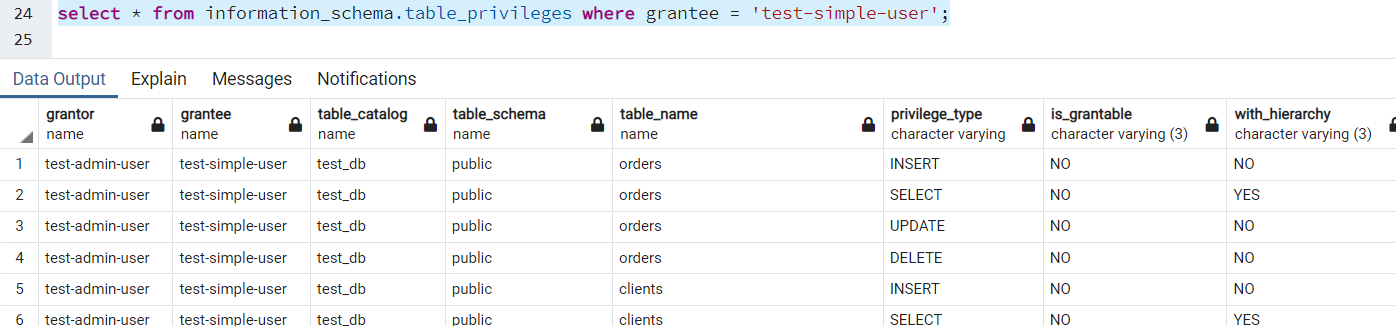 24 select * from information_schema.table_privileges where grantee = 'test-simple-user';
25
Data Output Explain Messages Notifications
grantor grantee table_catalog table_schema table_name privilege_type is_grantable with_hierarchy
name name name name name character varying character varying (3) character varying (3)
1 test-admin-user test-simple-user test_db public orders INSERT NO NO
2 test-admin-user test-simple-user test_db public orders SELECT NO YES
3 test-admin-user test-simple-user test_db public orders UPDATE NO NO
4 test-admin-user test-simple-user test_db public orders DELETE NO NO
5 test-admin-user test-simple-user test_db public clients INSERT NO NO
6 test-admin-user test-simple-user test_db public clients SELECT NO YES